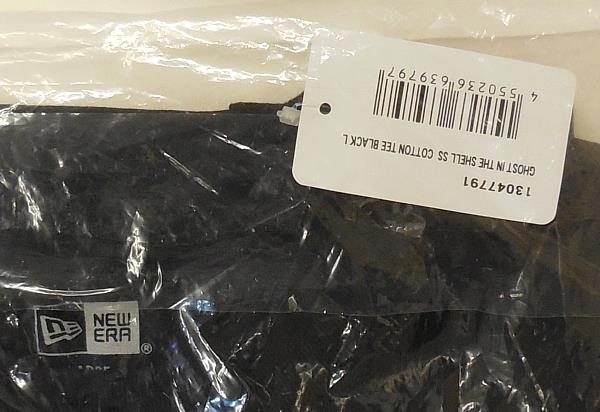 13047791
GHOST IN THE SHELL SS COTTON TEE BLACK L
4 550236 639797
NEW
ERA
®